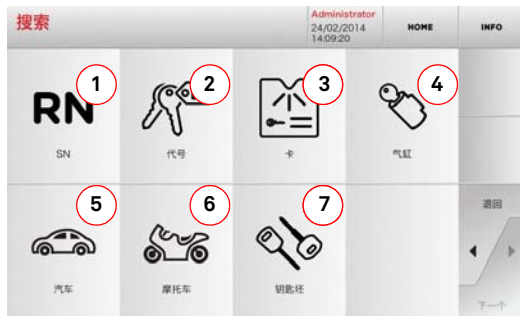 搜索
Administrator
24/02/2014
14:09:20
HOME
INFO
1
2
3
4
RN
SN
代号
卡
气缸
5
6
7
退回
汽车
摩托车
钥匙坯
下一个